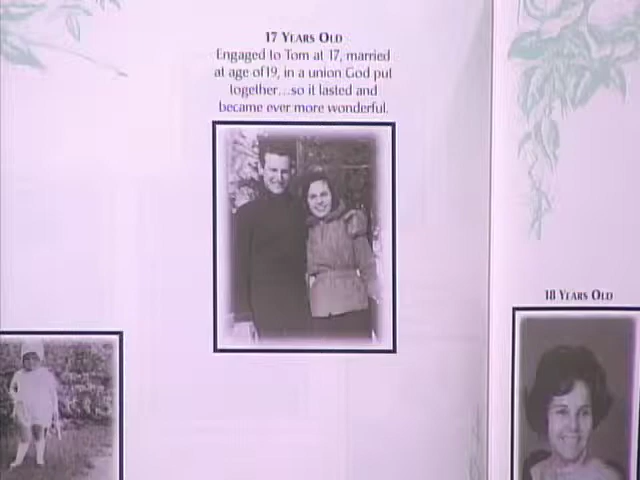 17 YEARS OLD
Engaged to Tom at 17, married
at age of19, in a union God put
together...so it lasted and
became ever more wonderful.
18 YEARS OLD